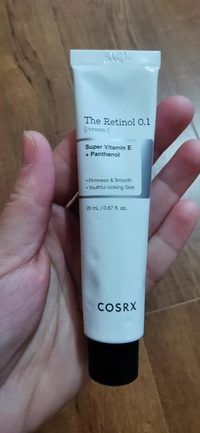 The Retinol 0.1
[cream]
Super Vitamin E
+ Panthenol
• Firmness & Smooth
• Youthful-looking Skin
20 mL / 0.67 fl. oz.
COSRX